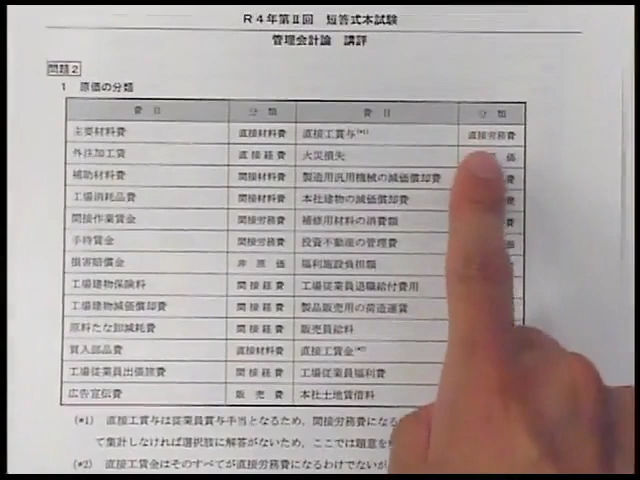 R4年第Ⅱ回 短答式本試験
管理会計論 講評
問題2
1 原価の分類
費目 分類 費目 分類
主要材料費 直接材料費 直接工賞与(*1) 直接労務費
外注加工賃 直接経費 火災損失 価
補助材料費 間接材料費 製造用汎用機械の減価償却費 費
工場消耗品費 間接材料費 本社建物の減価償却費
間接作業賃金 間接労務費 補修用材料の消費額 費
手待賃金 間接労務費 投資不動産の管理費 価
損害賠償金 非原価 福利施設負担額
工場建物保険料 間接経費 工場従業員退職給付費用
工場建物減価償却費 間接経費 製品販売用の荷造運賃
原料たな卸減耗費 間接経費 販売員給料
買入部品費 直接材料費 直接工賃金(*2)
工場従業員出張旅費 間接経費 工場従業員福利費
広告宣伝費 販売費 本社土地賃借料
(*1) 直接工賞与は従業員賞与手当となるため、間接労務費になる
て集計しなければ選択肢に解答がないため、ここでは題意を
(*2) 直接工賃金はそのすべてが直接労務費になるわけでないが